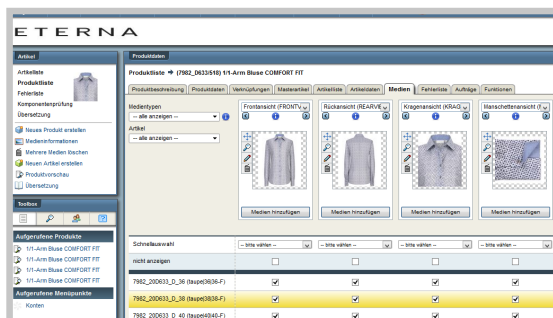 ETERNA
Artikel
Artikelliste
Produktliste
Fehlerliste
Komponentenprüfung
Übersetzung
Neues Produkt erstellen
Medieninformationen
Mehrere Medien löschen
Neuen Artikel erstellen
Produktvorschau
Übersetzung
Toolbox
Aufgerufene Produkte
1/1-Arm Bluse COMFORT FIT
1/1-Arm Bluse COMFORT FIT
1/1-Arm Bluse COMFORT FIT
1/1-Arm Bluse COMFORT FIT
Aufgerufene Menüpunkte
Konten
Produktdaten
Produktliste ➔ (7982_D633/518) 1/1-Arm Bluse COMFORT FIT
Produktbeschreibung Produktdaten Verknüpfungen Masterartikel Artikelliste Artikeldaten Medien Fehlerliste Aufträge Funktionen
Medientypen
-- alle anzeigen --
Artikel
-- alle anzeigen --
Frontansicht (FRONTV Rückansicht (REARVIE Kragenansicht (KRAG Manschettenansicht (M
Medien hinzufügen Medien hinzufügen Medien hinzufügen Medien hinzufügen
Schnellauswahl -- bitte wählen -- -- bitte wählen -- -- bitte wählen -- -- bitte wählen --
nicht anzeigen
7982_20D633_D_36 (taupe|36|36-F)
7982_20D633_D_38 (taupe|38|38-F)
7982_20D633_D_40 (taupe|40|40-F)